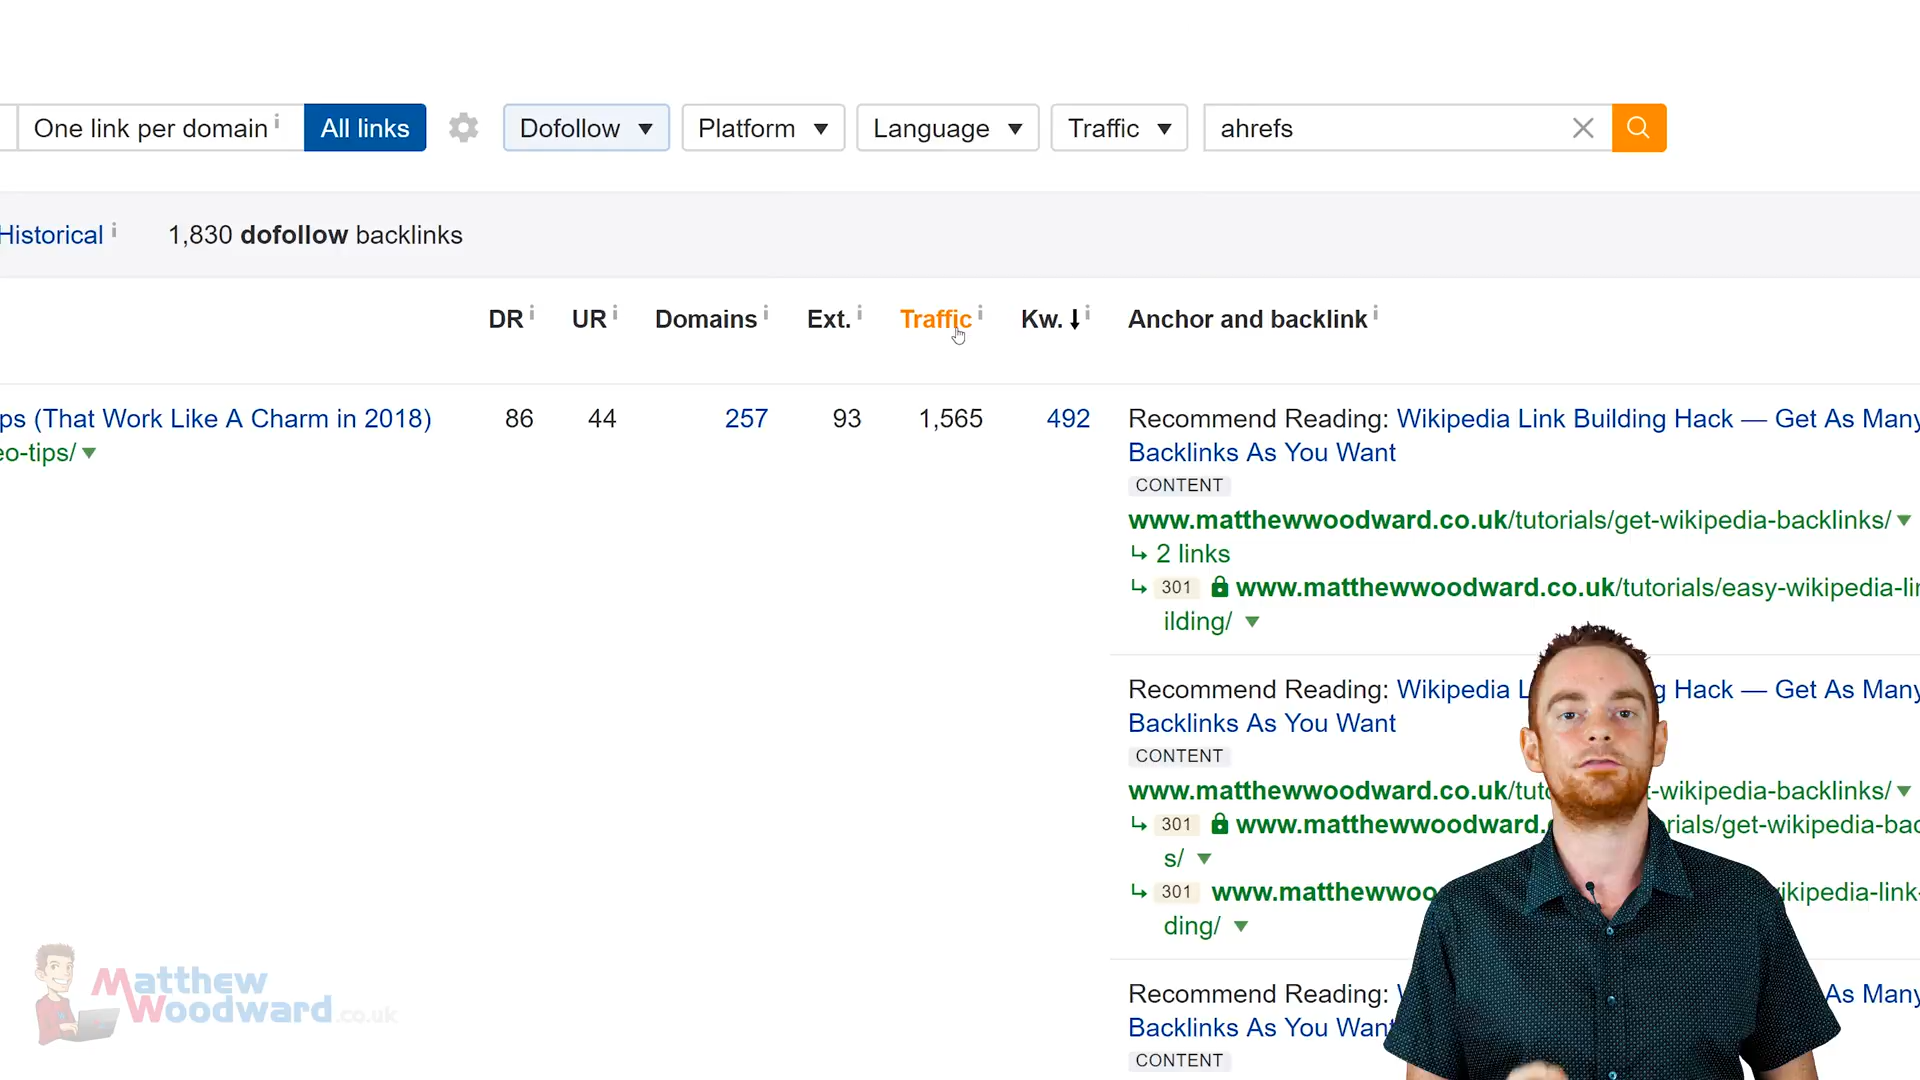 One link per domain i All links Dofollow ▼ Platform ▼ Language ▼ Traffic ▼ ahrefs
Historical i 1,830 dofollow backlinks
DR i UR i Domains i Ext. i Traffic i Kw. ↓ i Anchor and backlink i
ps (That Work Like A Charm in 2018) 86 44 257 93 1,565 492 Recommend Reading: Wikipedia Link Building Hack — Get As Many
eo-tips/ ▼ Backlinks As You Want
CONTENT
www.matthewwoodward.co.uk/tutorials/get-wikipedia-backlinks/ ▼
↳ 2 links
↳ 301 www.matthewwoodward.co.uk/tutorials/easy-wikipedia-lin
ilding/ ▼
Recommend Reading: Wikipedia L g Hack — Get As Many
Backlinks As You Want
CONTENT
www.matthewwoodward.co.uk/tut t-wikipedia-backlinks/ ▼
↳ 301 www.matthewwoodward. rials/get-wikipedia-bac
s/ ▼
↳ 301 www.matthewwoo ikipedia-link-
ding/ ▼
Matthew
Woodward.co.uk
Recommend Reading: As Many
Backlinks As You Want
CONTENT